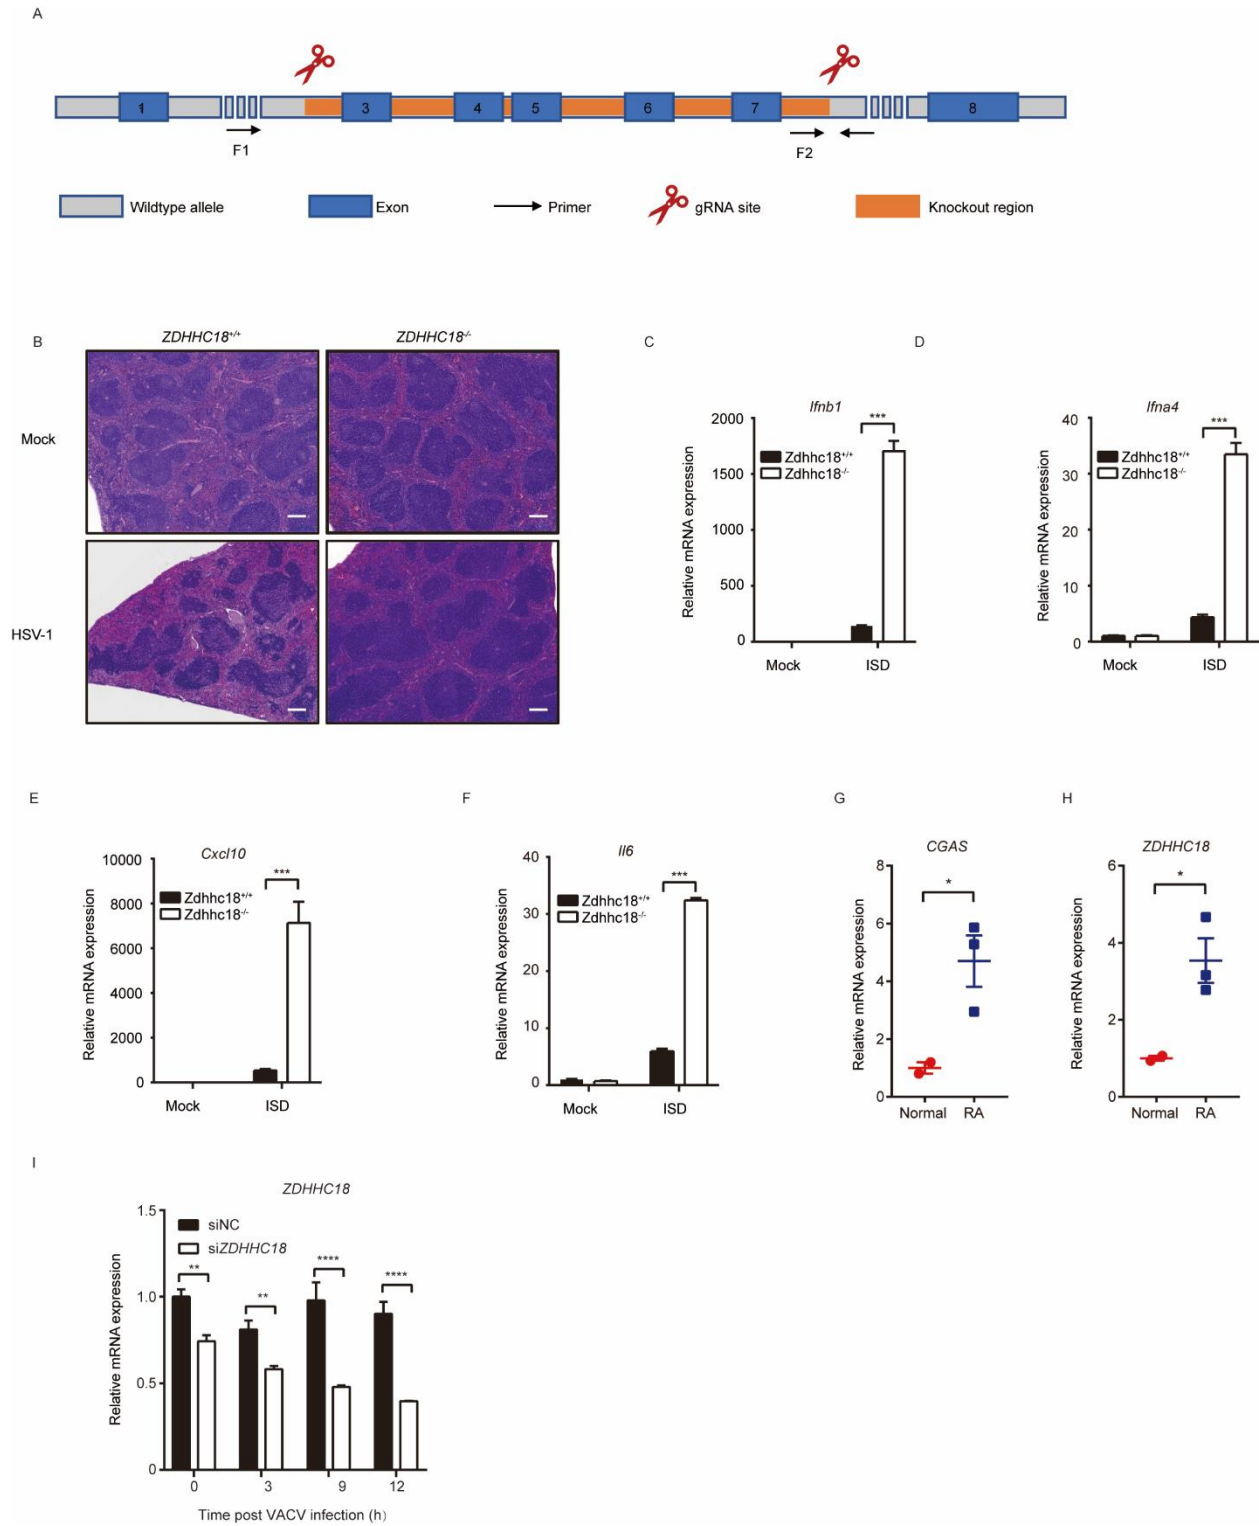 A
1 3 4 5 6 7 8
F1 F2
Wildtype allele Exon Primer gRNA site Knockout region
B
ZDHHC18+/+ ZDHHC18-/-
Mock
HSV-1
C
Ifnb1
2000
1500
1000
500
0
Relative mRNA expression
Zdhhc18+/+
Zdhhc18-/-
***
Mock ISD
D
Ifna4
40
30
20
10
0
Relative mRNA expression
Zdhhc18+/+
Zdhhc18-/-
***
Mock ISD
E
Cxcl10
10000
8000
6000
4000
2000
0
Relative mRNA expression
Zdhhc18+/+
Zdhhc18-/-
***
Mock ISD
F
Il6
40
30
20
10
0
Relative mRNA expression
Zdhhc18+/+
Zdhhc18-/-
***
Mock ISD
G
CGAS
8
6
4
2
0
Relative mRNA expression
*
Normal RA
H
ZDHHC18
6
4
2
0
Relative mRNA expression
*
Normal RA
I
ZDHHC18
1.5
1.0
0.5
0
Relative mRNA expression
siNC
siZDHHC18
** ** **** ****
0 3 9 12
Time post VACV infection (h)